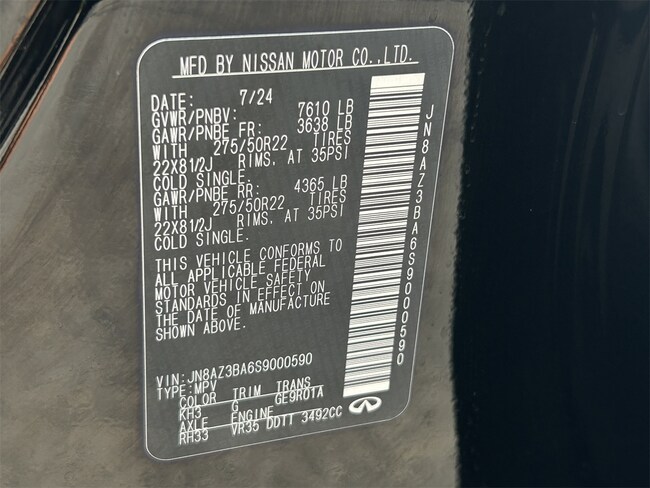 MFD BY NISSAN MOTOR CO.,LTD.
DATE: 7/24
GVWR/PNBV: 7610 LB
GAWR/PNBE FR: 3638 LB
WITH 275/50R22 TIRES
22X81/2J RIMS, AT 35PSI
COLD SINGLE.
GAWR/PNBE RR: 4365 LB
WITH 275/50R22 TIRES
22X81/2J RIMS, AT 35PSI
COLD SINGLE.
THIS VEHICLE CONFORMS TO
ALL APPLICABLE FEDERAL
MOTOR VEHICLE SAFETY
STANDARDS IN EFFECT ON
THE DATE OF MANUFACTURE
SHOWN ABOVE.
VIN:JN8AZ3BA6S9000590
TYPE:MPV
COLOR TRIM TRANS
KH3 G GE9R01A
AXLE ENGINE
RH33 VR35 DDTT 3492CC
JN8AZ3BA6S9000590